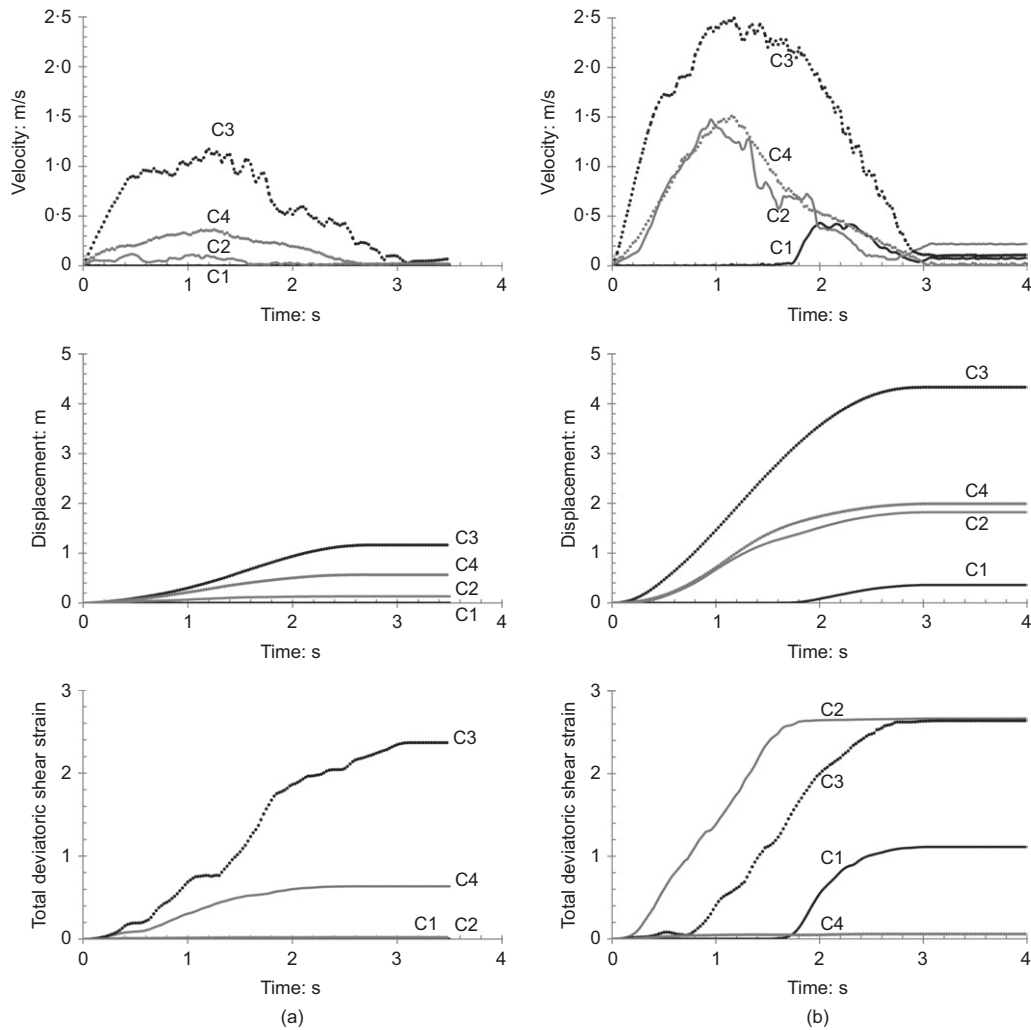 2·5
2·0
1·5
1·0
0·5
0
Velocity: m/s
C3
C4
C2
C1
0 1 2 3 4
Time: s
2·5
2·0
1·5
1·0
0·5
0
Velocity: m/s
C3
C4
C2
C1
0 1 2 3 4
Time: s
5
4
3
2
1
0
Displacement: m
C3
C4
C2
C1
0 1 2 3 4
Time: s
5
4
3
2
1
0
Displacement: m
C3
C4
C2
C1
0 1 2 3 4
Time: s
3
2
1
0
Total deviatoric shear strain
C3
C4
C1 C2
0 1 2 3 4
Time: s
(a)
3
2
1
0
Total deviatoric shear strain
C2
C3
C1
C4
0 1 2 3 4
Time: s
(b)